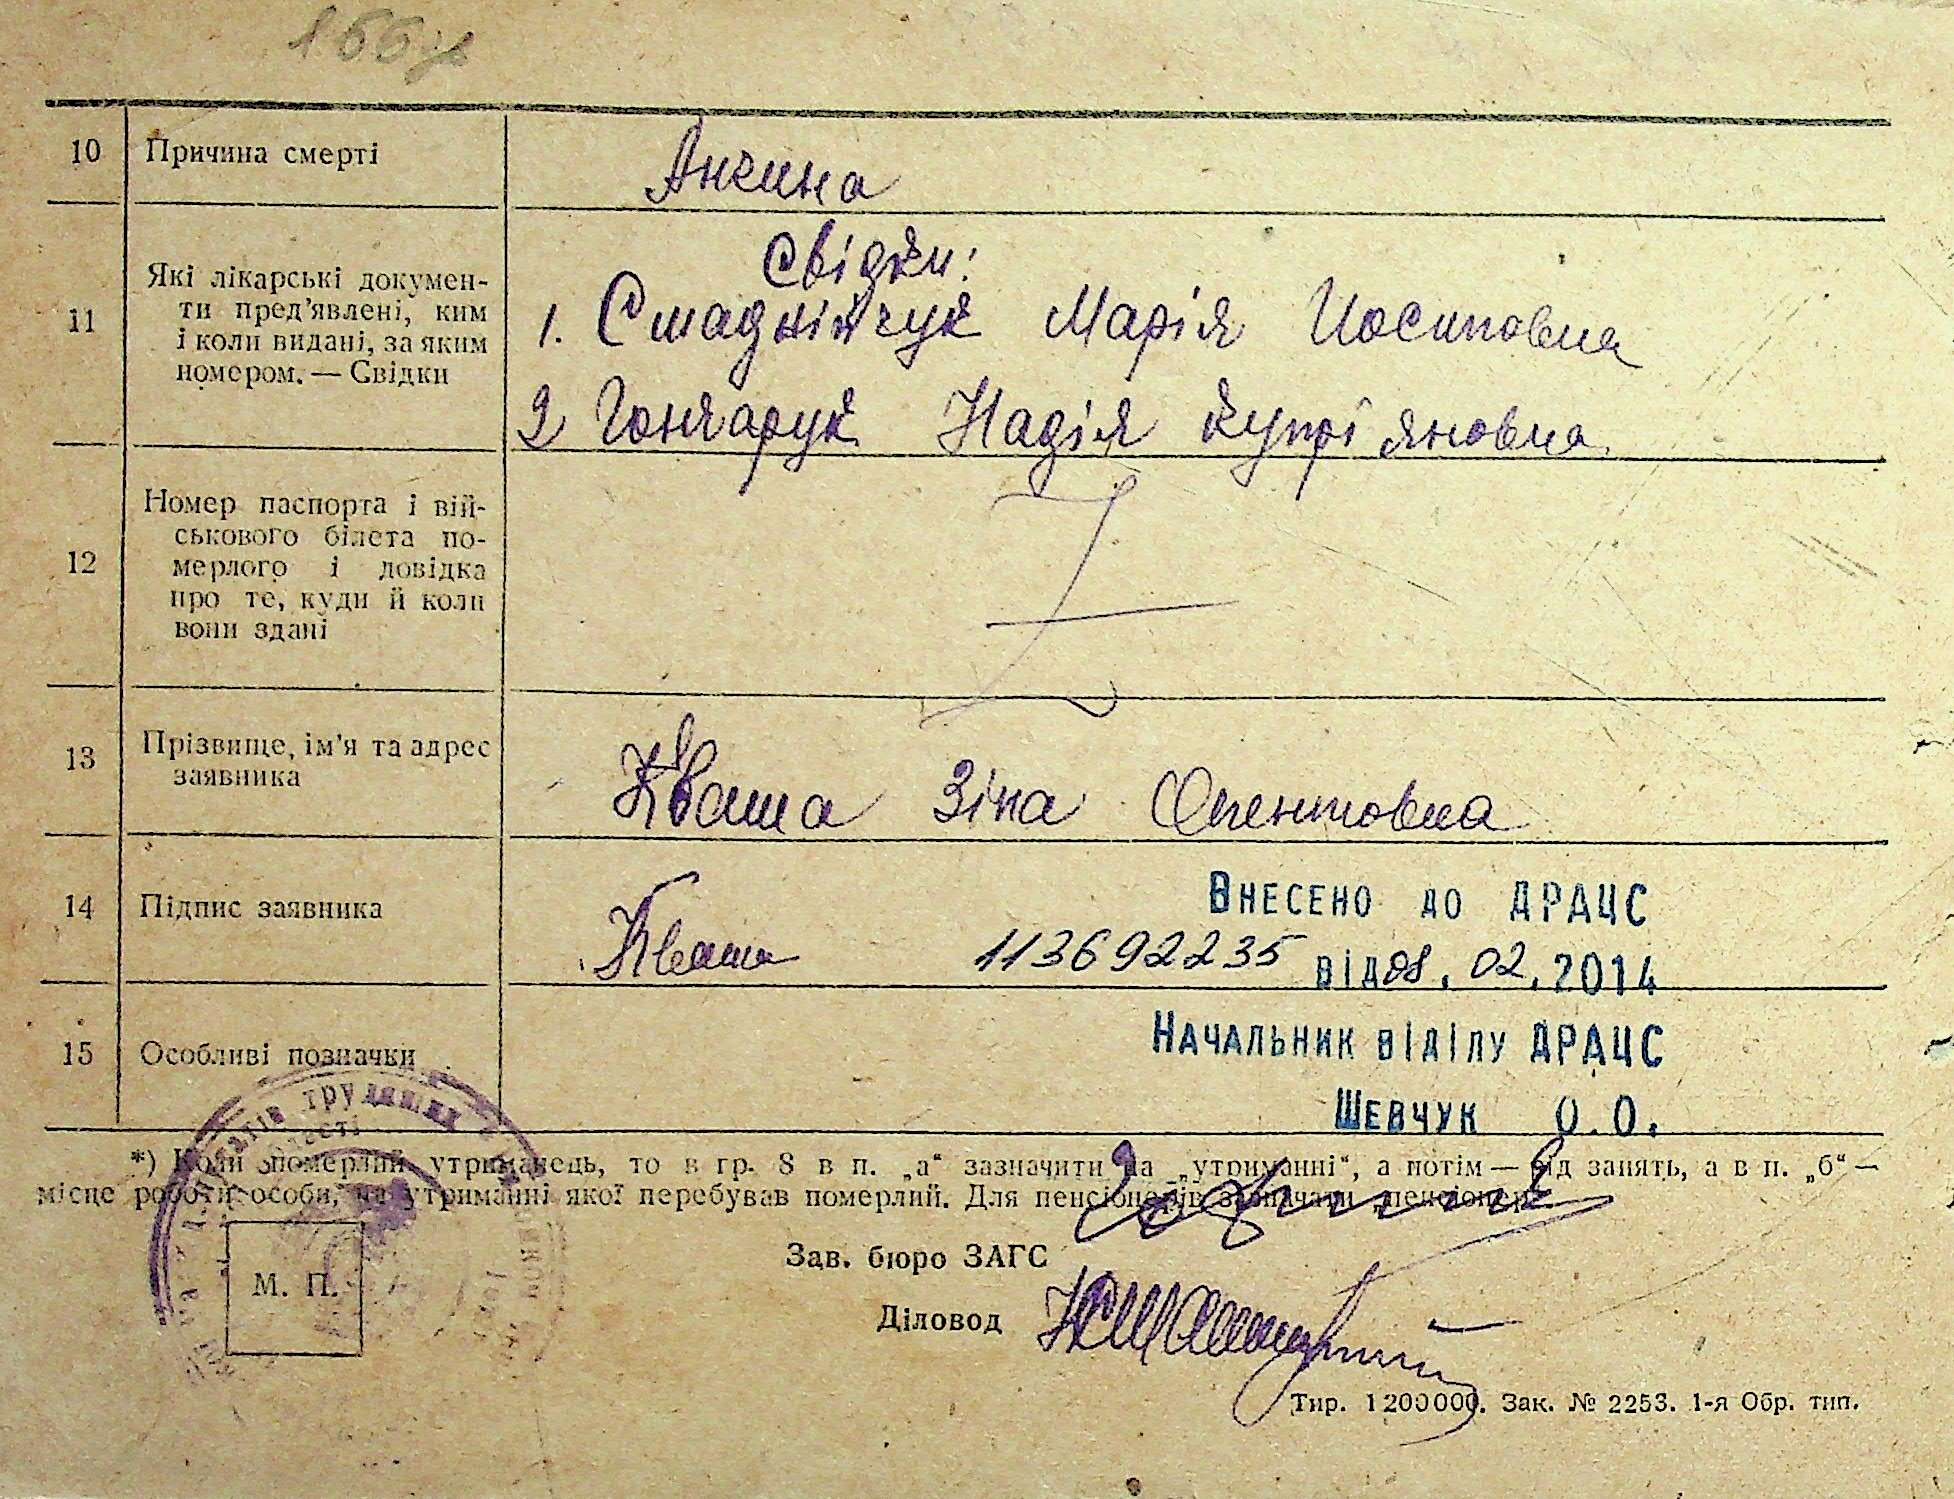 166
10 Причина смерті Ангина
11 Які лікарські докумен-
ти пред'явлені, ким
і коли видані, за яким
номером. — Свідки
Свідки:
1. Марія Иосиповна
2 Гончарук Надія Купріяновна
12 Номер паспорта і вій-
ськового білета по-
мерлого і довідка
про те, куди й коли
вони здані
13 Прізвище, ім'я та адрес
заявника
Кваша Зіна
14 Підпис заявника Кваша
Внесено до ДРАЦС
113692235 від 08.02.2014
15 Особливі позначки
Начальник віділу ДРАЦС
Шевчук О.О.
*) Коли померлий утриманець, то в гр. 8 в п. „а“ зазначити на „утриманні“, а потім — від занять, а в п. „б“ —
місце роботи особи, на утриманні якої перебував померлий. Для пенсіонерів зазначати „пенсіонер“.
Зав. бюро ЗАГС
Діловод
М. П.
трудящих
Тир. 1200000. Зак. № 2253. 1-я Обр. тип.